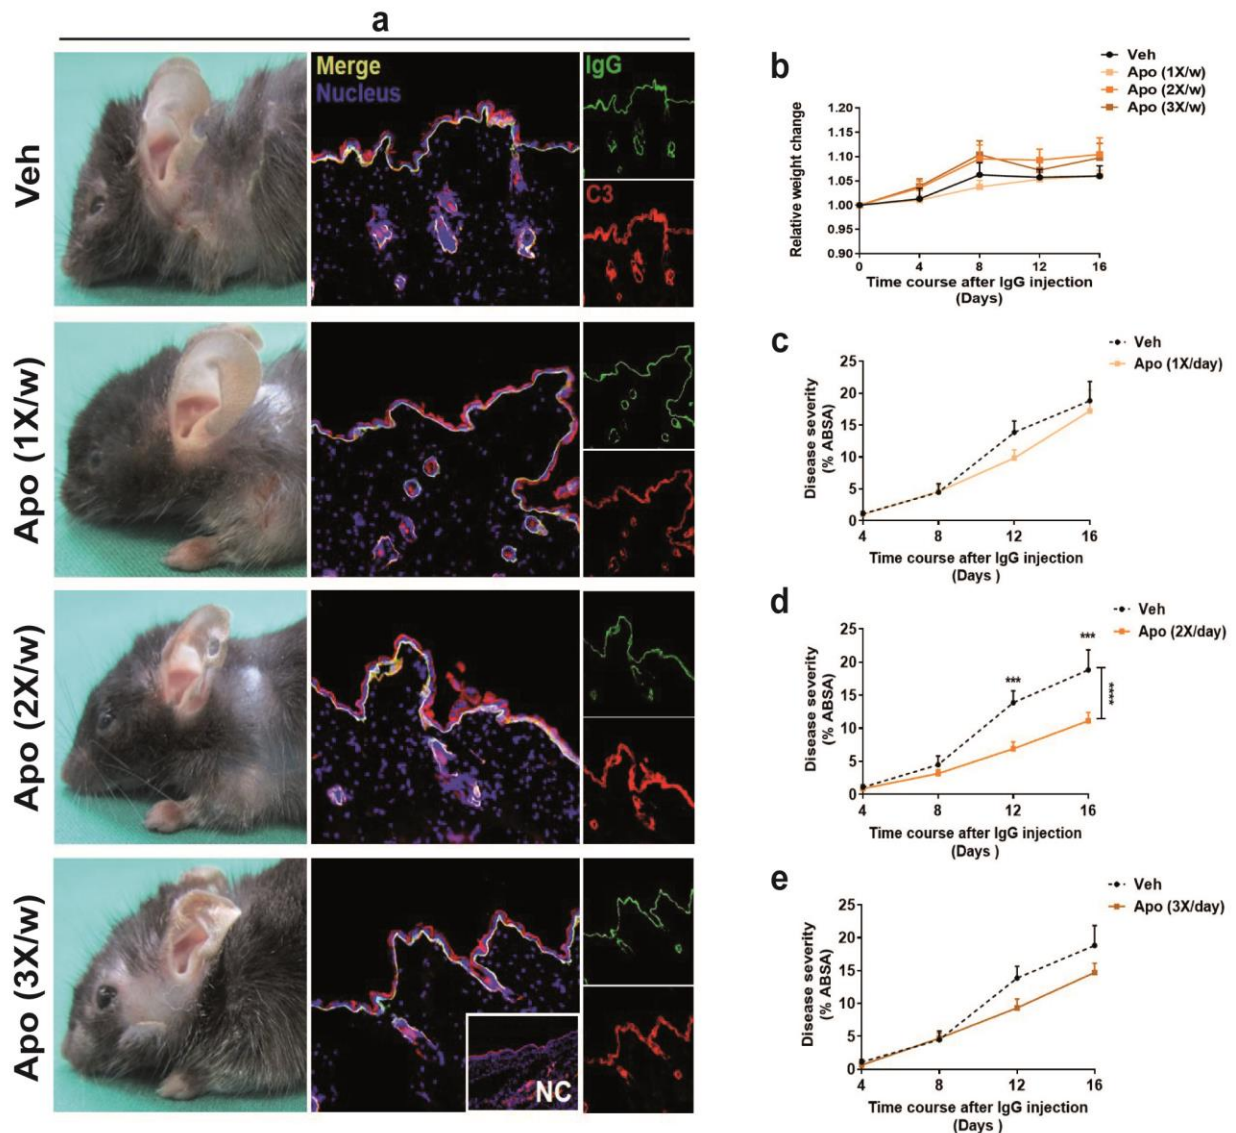 a
Veh
Merge
Nucleus
IgG
C3
Apo (1X/w)
Apo (2X/w)
Apo (3X/w)
NC
b
Veh
Apo (1X/w)
Apo (2X/w)
Apo (3X/w)
Relative weight change
1.20
1.15
1.10
1.05
1.00
0.95
0.90
0 4 8 12 16
Time course after IgG injection
(Days)
c
Veh
Apo (1X/day)
Disease severity
(% ABSA)
25
20
15
10
5
0
4 8 12 16
Time course after IgG injection
(Days )
d
Veh
Apo (2X/day)
Disease severity
(% ABSA)
25
20
15
10
5
0
***
***
****
4 8 12 16
Time course after IgG injection
(Days )
e
Veh
Apo (3X/day)
Disease severity
(% ABSA)
25
20
15
10
5
0
4 8 12 16
Time course after IgG injection
(Days )